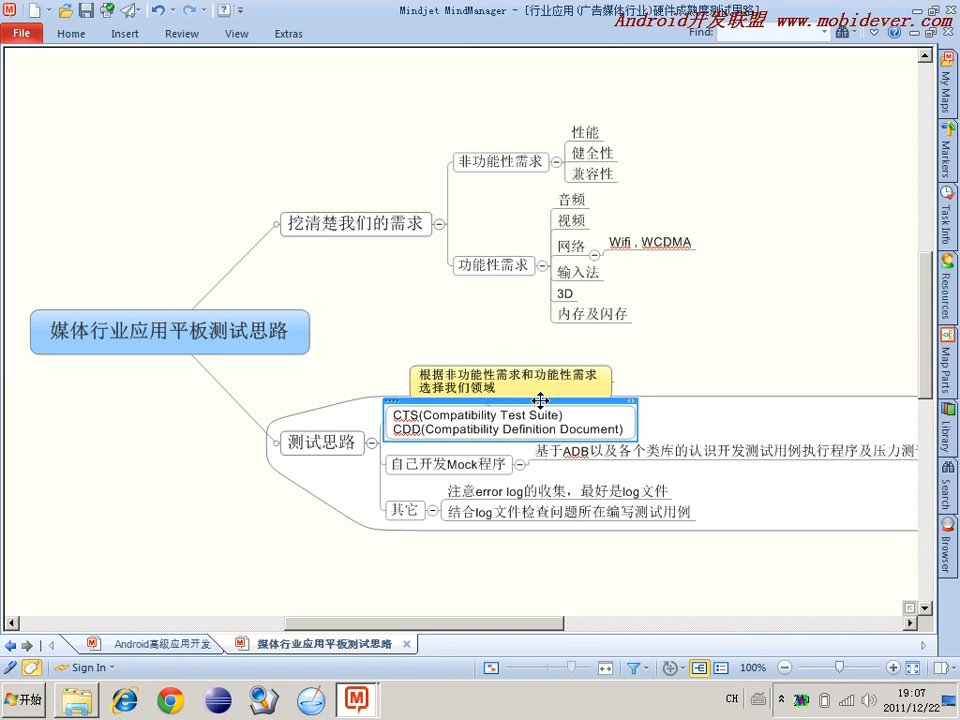 Mindjet MindManager - [行业应用(广告媒体行业)硬件成熟度测试思路]
Android开发联盟 www.mobidever.com
File Home Insert Review View Extras Find:
性能
非功能性需求
健全性
兼容性
挖清楚我们的需求
音频
视频
网络
Wifi , WCDMA
功能性需求
输入法
3D
内存及闪存
媒体行业应用平板测试思路
根据非功能性需求和功能性需求
选择我们领域
CTS(Compatibility Test Suite)
CDD(Compatibility Definition Document)
测试思路
自己开发Mock程序
基于ADB以及各个类库的认识开发测试用例执行程序及压力测
注意error log的收集，最好是log文件
其它
结合log文件检查问题所在编写测试用例
My Maps
Markers
Task Info
Resources
Map Parts
Library
Search
Browser
Android高级应用开发
媒体行业应用平板测试思路
Sign In
100%
开始
CH
19:07
2011/12/22